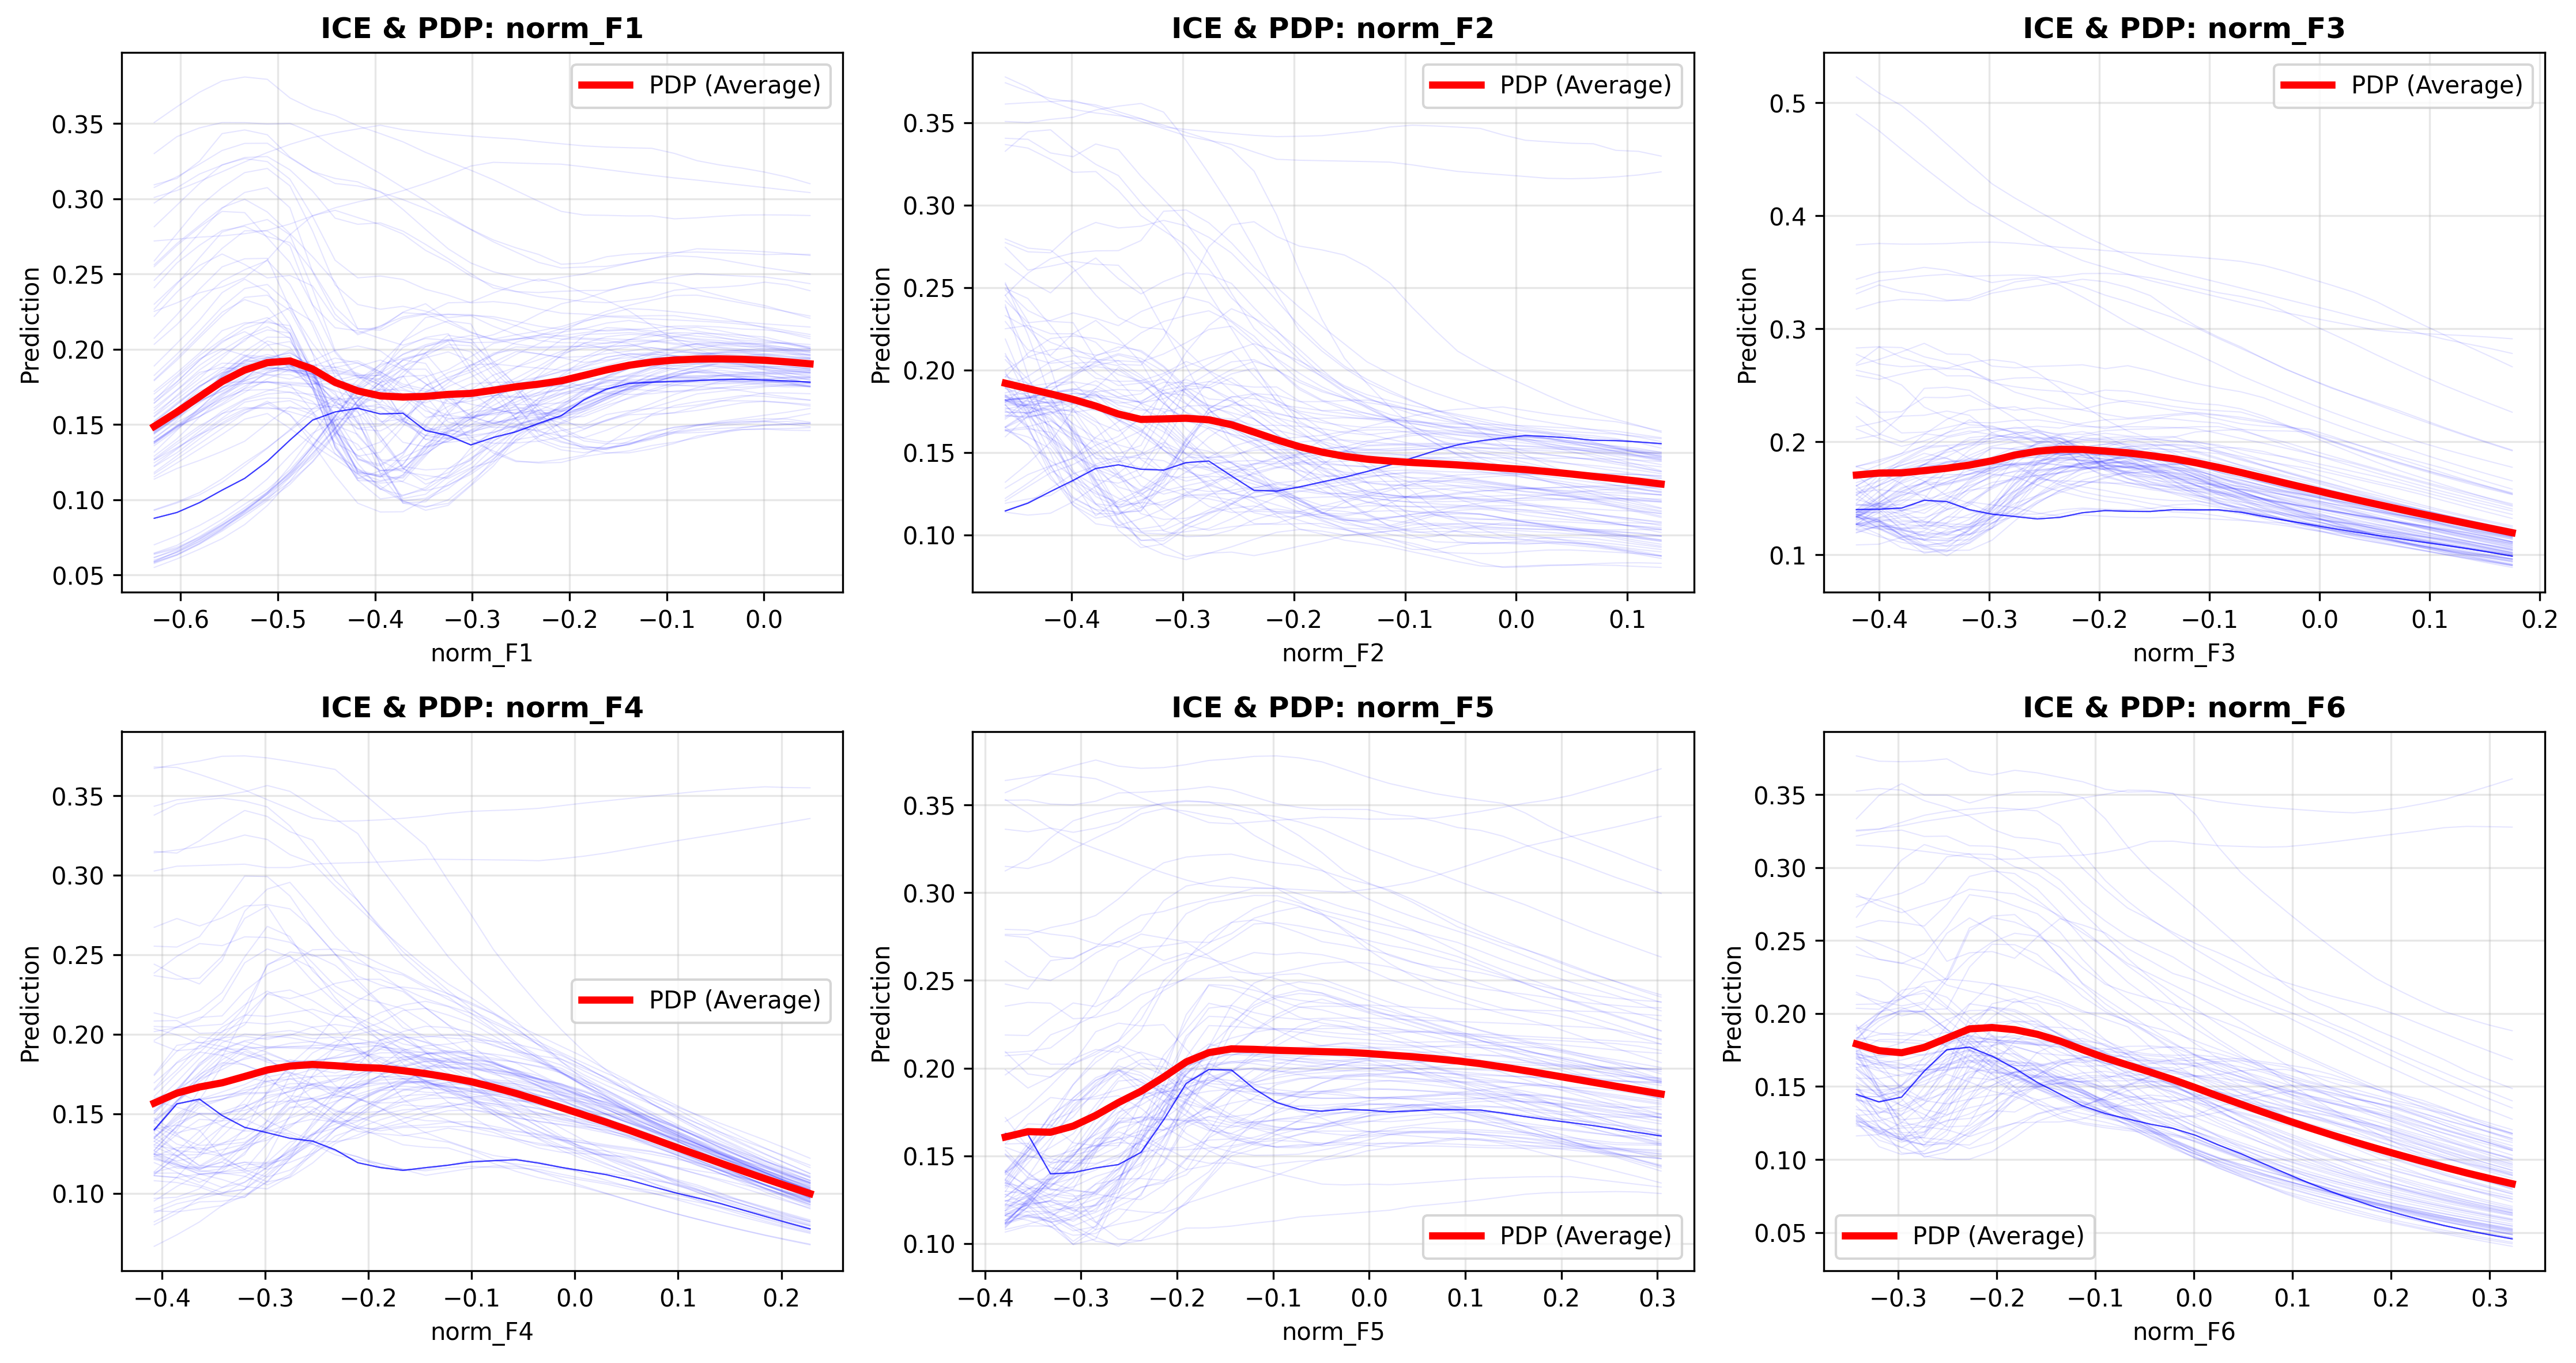 ICE & PDP: norm_F1
PDP (Average)
Prediction
0.35
0.30
0.25
0.20
0.15
0.10
0.05
−0.6 −0.5 −0.4 −0.3 −0.2 −0.1 0.0
norm_F1
ICE & PDP: norm_F2
PDP (Average)
Prediction
0.35
0.30
0.25
0.20
0.15
0.10
−0.4 −0.3 −0.2 −0.1 0.0 0.1
norm_F2
ICE & PDP: norm_F3
PDP (Average)
Prediction
0.5
0.4
0.3
0.2
0.1
−0.4 −0.3 −0.2 −0.1 0.0 0.1 0.2
norm_F3
ICE & PDP: norm_F4
PDP (Average)
Prediction
0.35
0.30
0.25
0.20
0.15
0.10
−0.4 −0.3 −0.2 −0.1 0.0 0.1 0.2
norm_F4
ICE & PDP: norm_F5
PDP (Average)
Prediction
0.35
0.30
0.25
0.20
0.15
0.10
−0.4 −0.3 −0.2 −0.1 0.0 0.1 0.2 0.3
norm_F5
ICE & PDP: norm_F6
PDP (Average)
Prediction
0.35
0.30
0.25
0.20
0.15
0.10
0.05
−0.3 −0.2 −0.1 0.0 0.1 0.2 0.3
norm_F6